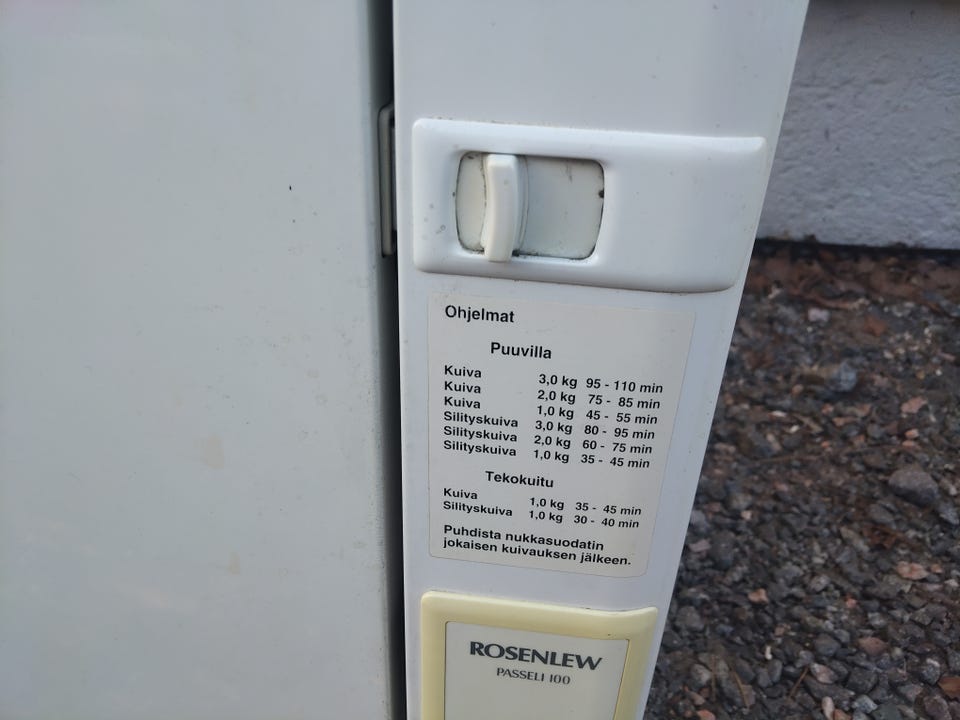 Ohjelmat
Puuvilla
Kuiva 3,0 kg 95 - 110 min
Kuiva 2,0 kg 75 - 85 min
Kuiva 1,0 kg 45 - 55 min
Silityskuiva 3,0 kg 80 - 95 min
Silityskuiva 2,0 kg 60 - 75 min
Silityskuiva 1,0 kg 35 - 45 min
Tekokuitu
Kuiva 1,0 kg 35 - 45 min
Silityskuiva 1,0 kg 30 - 40 min
Puhdista nukkasuodatin
jokaisen kuivauksen jälkeen.
ROSENLEW
PASSELI 100